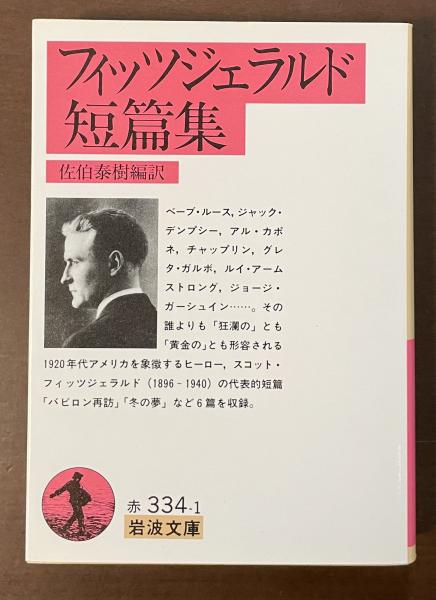 フィッツジェラルド
短篇集
佐伯泰樹編訳
ベーブ・ルース,ジャック・
デンプシー, アル・カポ
ネ, チャップリン, グレ
タ・ガルボ, ルイ・アーム
ストロング, ジョージ・
ガーシュイン……。その
誰よりも「狂瀾の」とも
「黄金の」とも形容される
1920年代アメリカを象徴するヒーロー, スコット・
フィッツジェラルド (1896-1940) の代表的短篇
「バビロン再訪」「冬の夢」など6篇を収録。
赤 334-1
岩波文庫